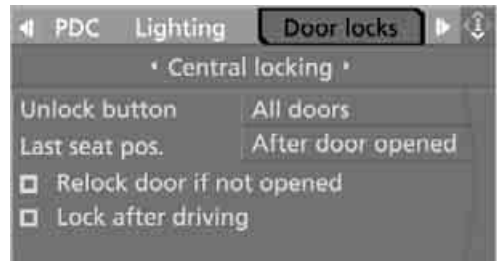 PDC Lighting Door locks
Central locking
Unlock button All doors
Last seat pos. After door opened
Relock door if not opened
Lock after driving